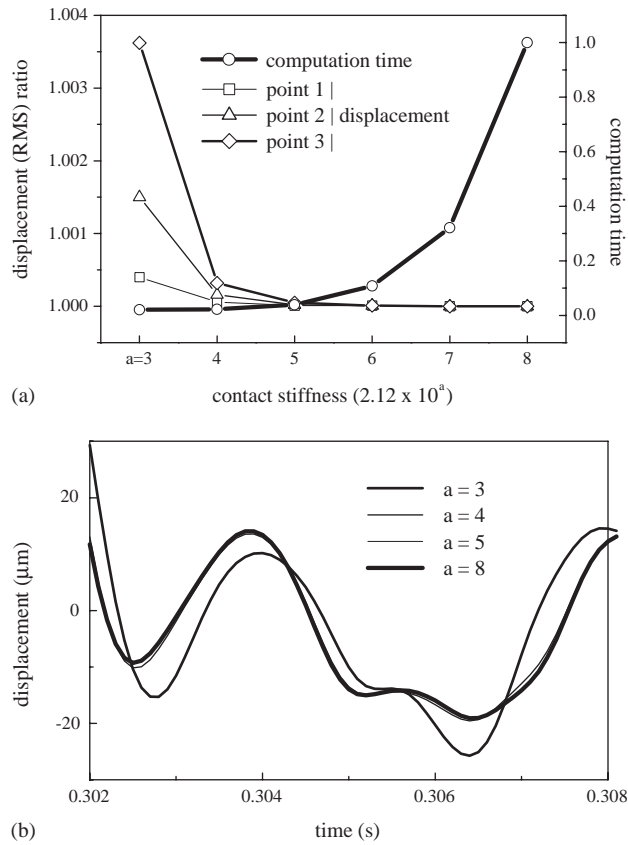 1.004
1.003
1.002
1.001
1.000
displacement (RMS) ratio
computation time
point 1 |
point 2 | displacement
point 3 |
1.0
0.8
0.6
0.4
0.2
0.0
computation time
a=3 4 5 6 7 8
(a) contact stiffness (2.12 x 10^a)
20
0
-20
displacement (μm)
a = 3
a = 4
a = 5
a = 8
0.302 0.304 0.306 0.308
(b) time (s)